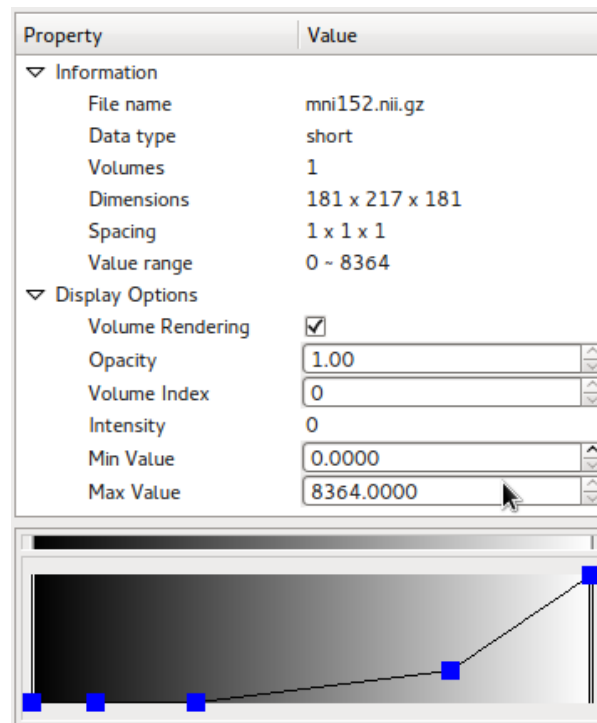 Property Value
Information
File name mni152.nii.gz
Data type short
Volumes 1
Dimensions 181 x 217 x 181
Spacing 1 x 1 x 1
Value range 0 ~ 8364
Display Options
Volume Rendering
Opacity 1.00
Volume Index 0
Intensity 0
Min Value 0.0000
Max Value 8364.0000